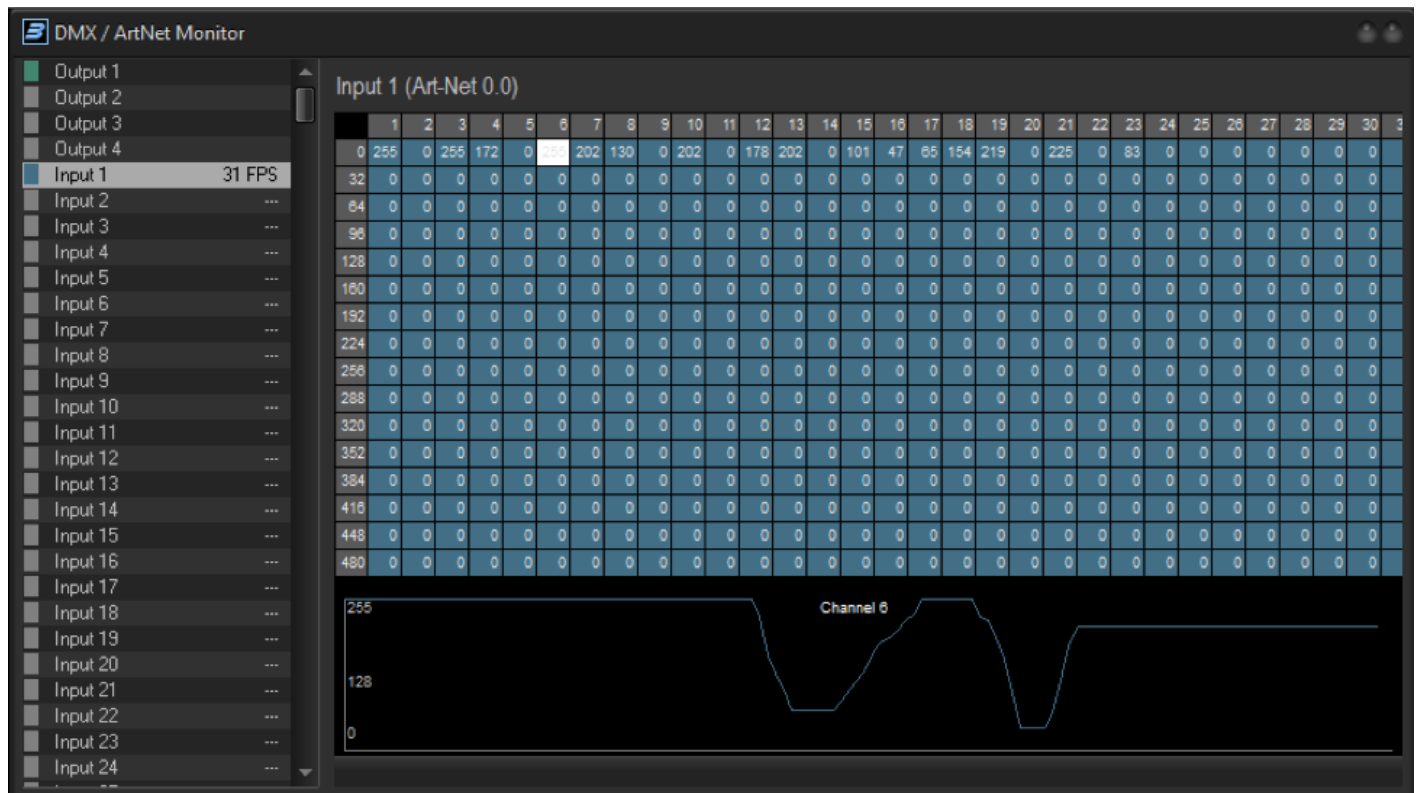 DMX / ArtNet Monitor
Output 1
Output 2
Output 3
Output 4
Input 1 31 FPS
Input 2 ---
Input 3 ---
Input 4 ---
Input 5 ---
Input 6 ---
Input 7 ---
Input 8 ---
Input 9 ---
Input 10 ---
Input 11 ---
Input 12 ---
Input 13 ---
Input 14 ---
Input 15 ---
Input 16 ---
Input 17 ---
Input 18 ---
Input 19 ---
Input 20 ---
Input 21 ---
Input 22 ---
Input 23 ---
Input 24 ---
Input 1 (Art-Net 0.0)
1 2 3 4 5 6 7 8 9 10 11 12 13 14 15 16 17 18 19 20 21 22 23 24 25 26 27 28 29 30 3
0 255 0 255 172 0 255 202 130 0 202 0 178 202 0 101 47 65 154 219 0 225 0 83 0 0 0 0 0 0 0
32 0 0 0 0 0 0 0 0 0 0 0 0 0 0 0 0 0 0 0 0 0 0 0 0 0 0 0 0 0 0
64 0 0 0 0 0 0 0 0 0 0 0 0 0 0 0 0 0 0 0 0 0 0 0 0 0 0 0 0 0 0
96 0 0 0 0 0 0 0 0 0 0 0 0 0 0 0 0 0 0 0 0 0 0 0 0 0 0 0 0 0 0
128 0 0 0 0 0 0 0 0 0 0 0 0 0 0 0 0 0 0 0 0 0 0 0 0 0 0 0 0 0 0
160 0 0 0 0 0 0 0 0 0 0 0 0 0 0 0 0 0 0 0 0 0 0 0 0 0 0 0 0 0 0
192 0 0 0 0 0 0 0 0 0 0 0 0 0 0 0 0 0 0 0 0 0 0 0 0 0 0 0 0 0 0
224 0 0 0 0 0 0 0 0 0 0 0 0 0 0 0 0 0 0 0 0 0 0 0 0 0 0 0 0 0 0
256 0 0 0 0 0 0 0 0 0 0 0 0 0 0 0 0 0 0 0 0 0 0 0 0 0 0 0 0 0 0
288 0 0 0 0 0 0 0 0 0 0 0 0 0 0 0 0 0 0 0 0 0 0 0 0 0 0 0 0 0 0
320 0 0 0 0 0 0 0 0 0 0 0 0 0 0 0 0 0 0 0 0 0 0 0 0 0 0 0 0 0 0
352 0 0 0 0 0 0 0 0 0 0 0 0 0 0 0 0 0 0 0 0 0 0 0 0 0 0 0 0 0 0
384 0 0 0 0 0 0 0 0 0 0 0 0 0 0 0 0 0 0 0 0 0 0 0 0 0 0 0 0 0 0
416 0 0 0 0 0 0 0 0 0 0 0 0 0 0 0 0 0 0 0 0 0 0 0 0 0 0 0 0 0 0
448 0 0 0 0 0 0 0 0 0 0 0 0 0 0 0 0 0 0 0 0 0 0 0 0 0 0 0 0 0 0
480 0 0 0 0 0 0 0 0 0 0 0 0 0 0 0 0 0 0 0 0 0 0 0 0 0 0 0 0 0 0
255
Channel 6
128
0